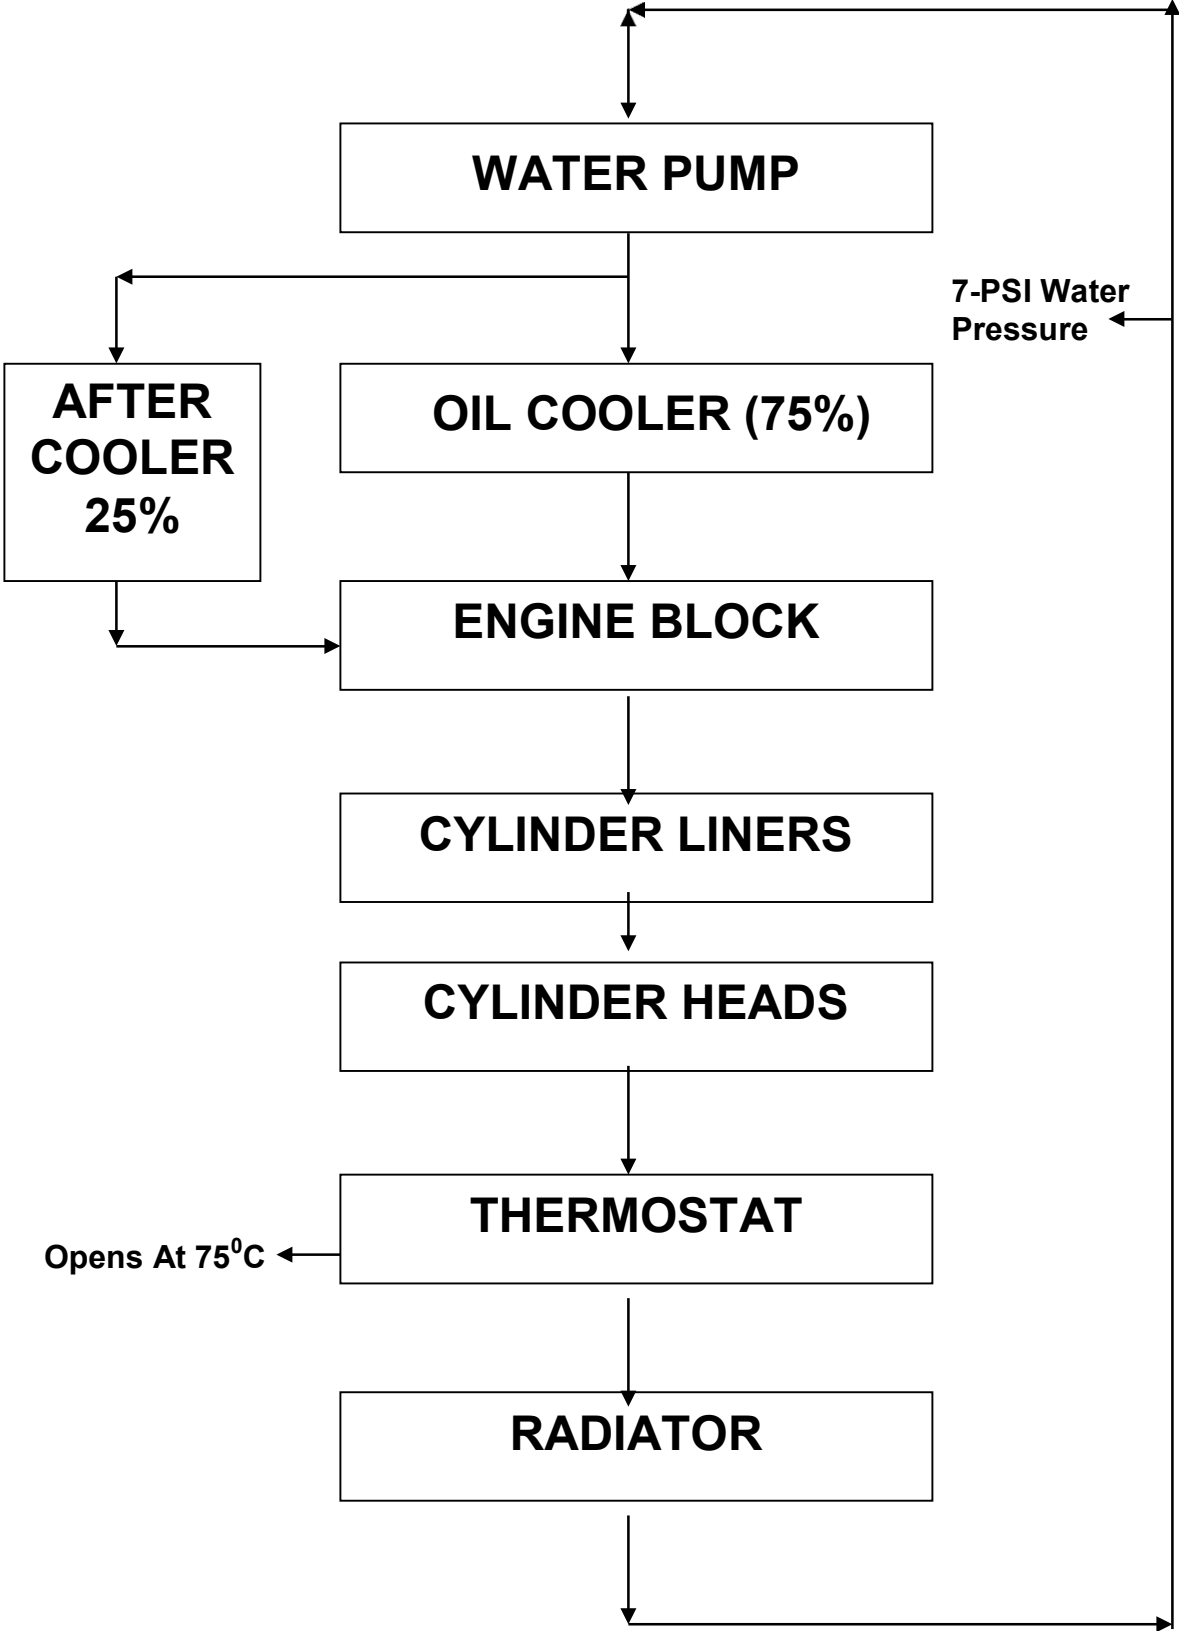 WATER PUMP
7-PSI Water
Pressure
AFTER
COOLER
25%
OIL COOLER (75%)
ENGINE BLOCK
CYLINDER LINERS
CYLINDER HEADS
THERMOSTAT
Opens At 75⁰C
RADIATOR